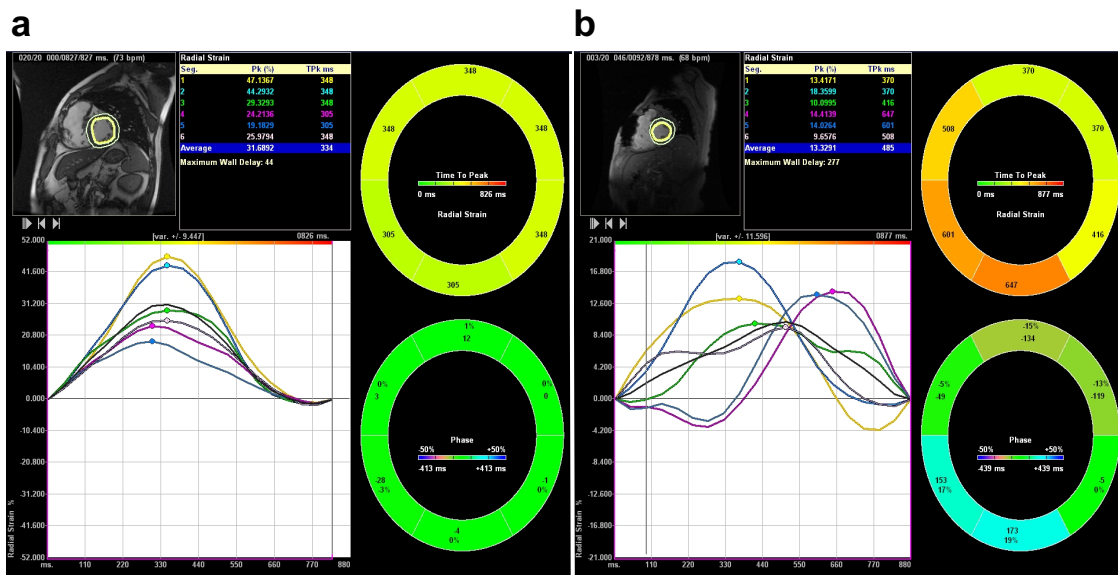 a
020/20 000/0827/827 ms. (73 bpm)
Radial Strain
Seg. Pk (%) TPk ms
1 47.1367 348
2 44.2932 348
3 29.3293 348
4 24.2136 305
5 19.1829 305
6 25.9794 348
Average 31.6892 334
Maximum Wall Delay: 44
348
348
348
305
348
305
Time To Peak
0 ms 826 ms
Radial Strain
[var. +/- 9.447] 0826 ms.
52.000
41.600
31.200
20.800
10.400
0.000
-10.400
-20.800
-31.200
-41.600
-52.000
Radial Strain %
ms. 110 220 330 440 550 660 770 880
1%
12
0%
3
0%
0
-28
-3%
-1
0%
-4
0%
Phase
-50% +50%
-413 ms +413 ms
b
003/20 046/0092/878 ms. (68 bpm)
Radial Strain
Seg. Pk (%) TPk ms
1 13.4171 370
2 18.3599 370
3 10.0995 416
4 14.4139 647
5 14.0264 601
6 9.6576 508
Average 13.3291 485
Maximum Wall Delay: 277
370
508
370
601
416
647
Time To Peak
0 ms 877 ms
Radial Strain
[var. +/- 11.596] 0877 ms.
21.000
16.800
12.600
8.400
4.200
0.000
-4.200
-8.400
-12.600
-16.800
-21.000
Radial Strain %
ms. 110 220 330 440 550 660 770 880
-15%
-134
-5%
-49
-13%
-119
153
17%
-5
0%
173
19%
Phase
-50% +50%
-439 ms +439 ms